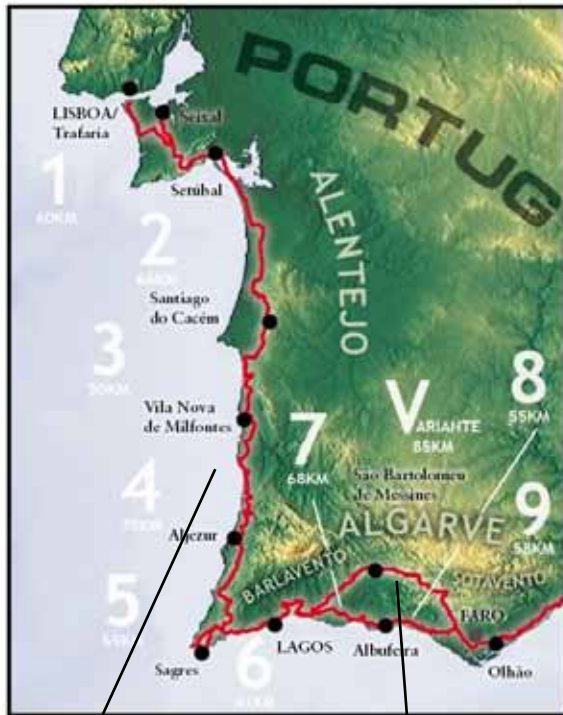 PORTUG
LISBOA/
Trafaria
Seixal
Setúbal
1
2
ALENTEJO
Santiago
do Cacém
3
8
55KM
VARIANTE
85KM
Vila Nova
de Milfontes
7
68KM
São Bartolomeu
de Messines
4
ALGARVE
9
58KM
Aljezur
BARLAVENTO
SOTAVENTO
5
FARO
LAGOS
Albufeira
Sagres
6
Olhão